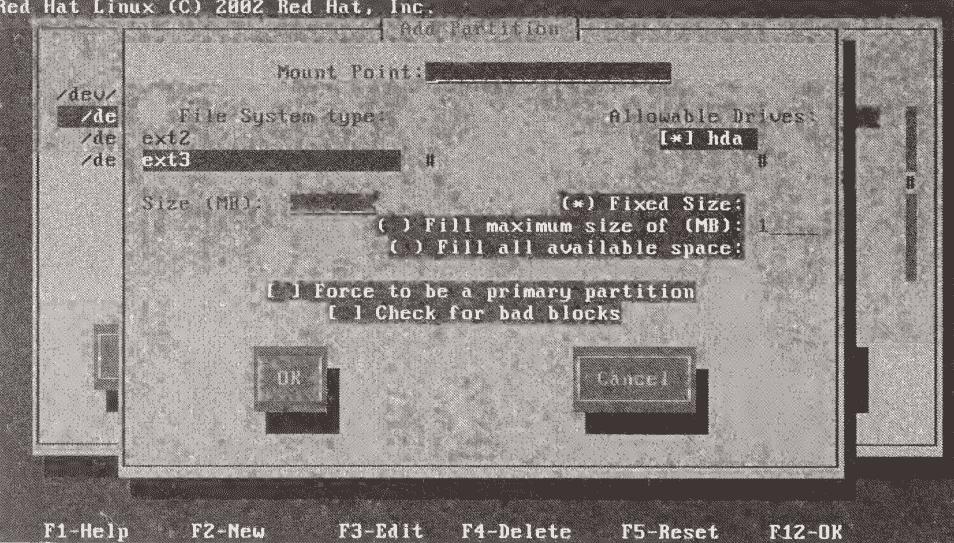 Red Hat Linux (C) 2002 Red Hat, Inc.
Add Partition
Mount Point:
/dev/
/de
File System type:
Allowable Drives:
/de
ext2
[*] hda
/de
ext3
#
#
#
Size (MB):
(*) Fixed Size:
( ) Fill maximum size of (MB): 1
( ) Fill all available space:
[ ] Force to be a primary partition
[ ] Check for bad blocks
OK
Cancel
F1-Help F2-New F3-Edit F4-Delete F5-Reset F12-OK